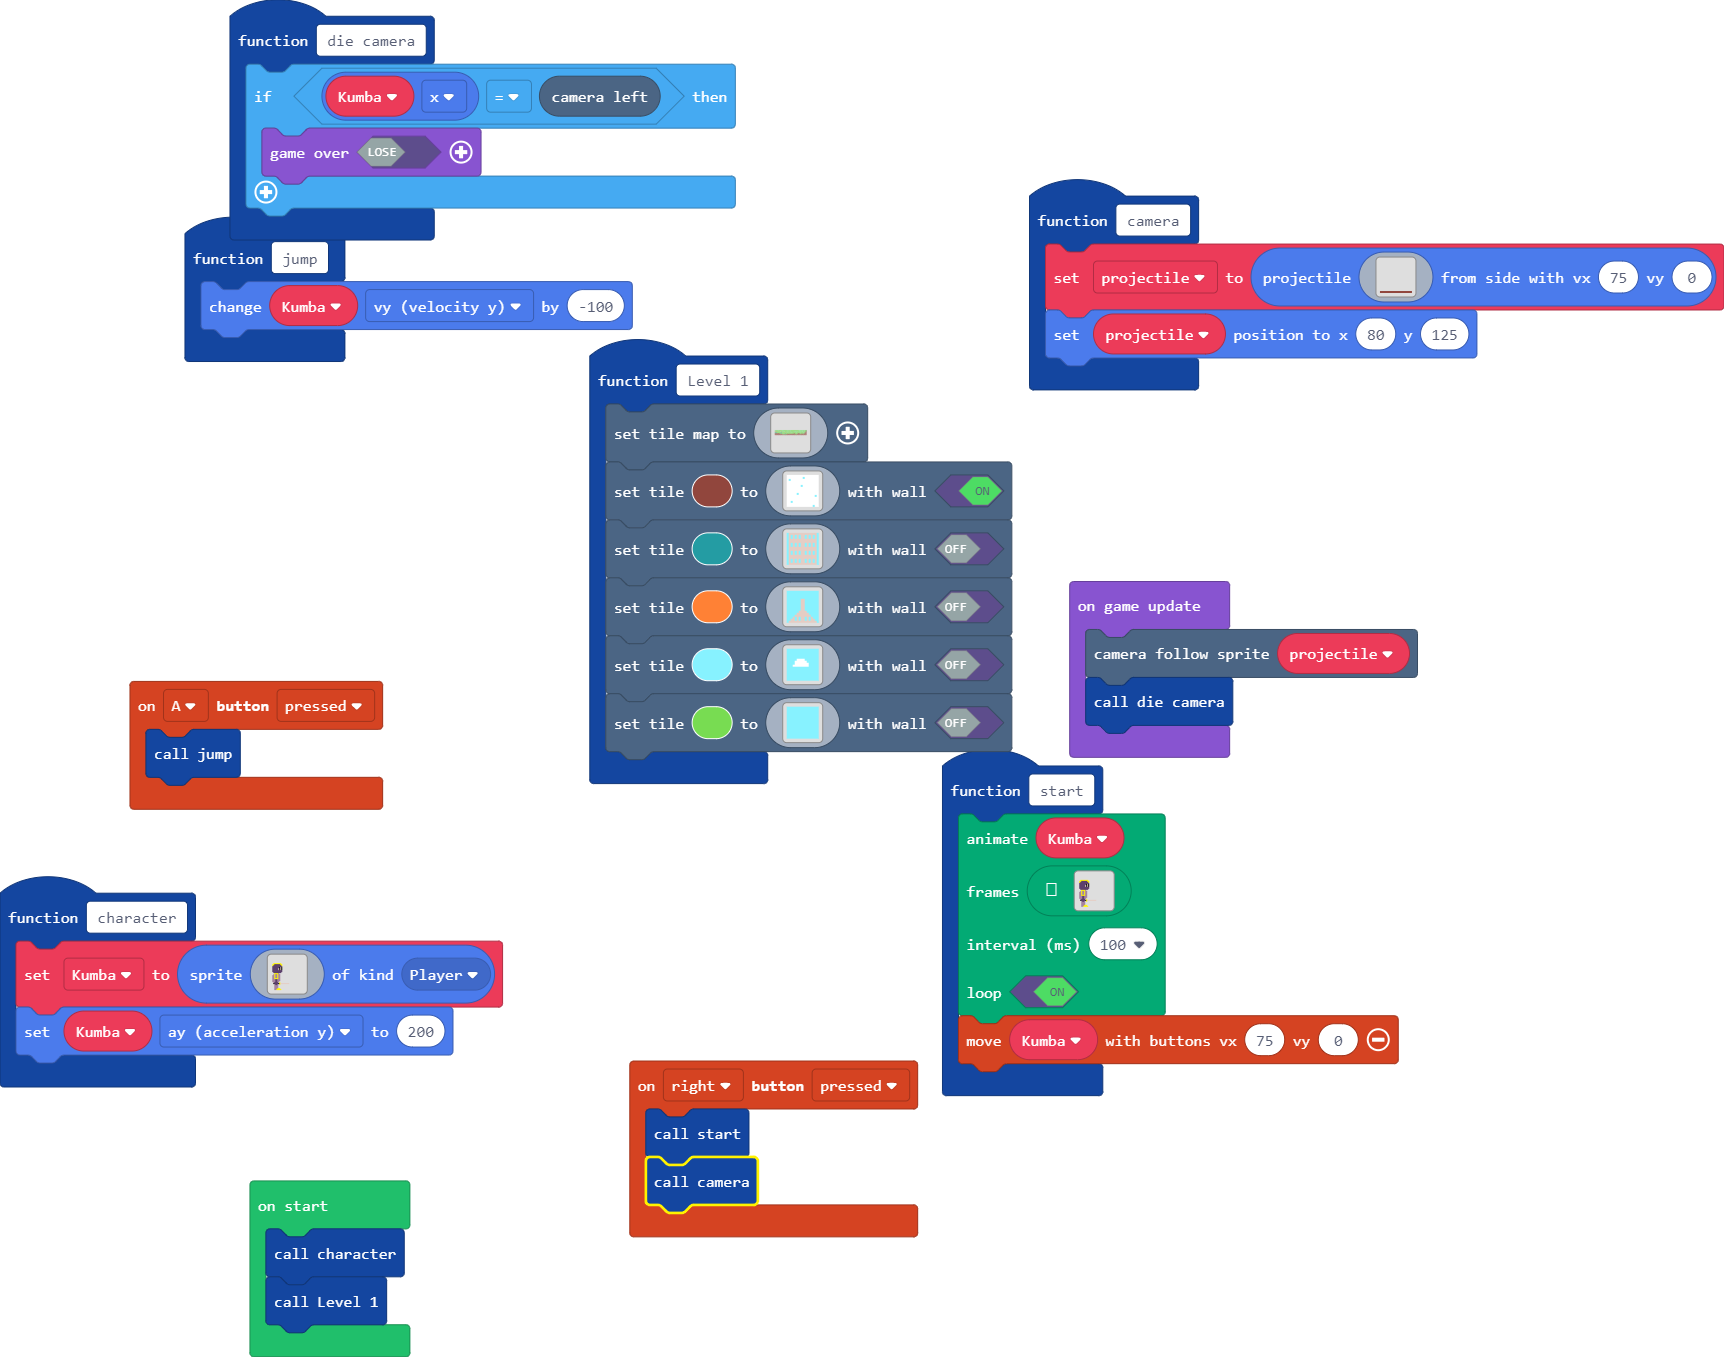 function die camera
if Kumba x = camera left then
game over LOSE
function jump
change Kumba vy (velocity y) by -100
function camera
set projectile to projectile from side with vx 75 vy 0
set projectile position to x 80 y 125
function Level 1
set tile map to
set tile to with wall ON
set tile to with wall OFF
set tile to with wall OFF
set tile to with wall OFF
set tile to with wall OFF
on game update
camera follow sprite projectile
call die camera
on A button pressed
call jump
function start
animate Kumba
frames
interval (ms) 100
loop ON
move Kumba with buttons vx 75 vy 0
function character
set Kumba to sprite of kind Player
set Kumba ay (acceleration y) to 200
on right button pressed
call start
call camera
on start
call character
call Level 1